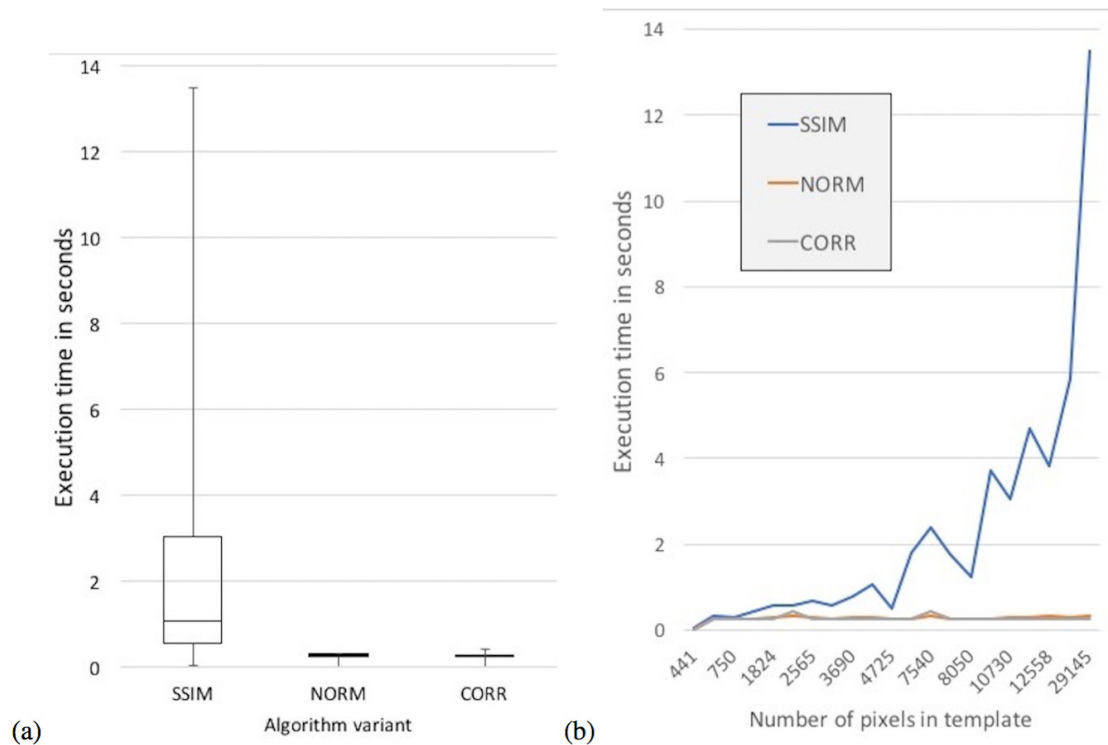 Execution time in seconds
14
12
10
8
6
4
2
0
SSIM NORM CORR
Algorithm variant
(a)
Execution time in seconds
14
12
10
8
6
4
2
0
SSIM
NORM
CORR
441 750 1824 2565 3690 4725 7540 8050 10730 12558 29145
Number of pixels in template
(b)